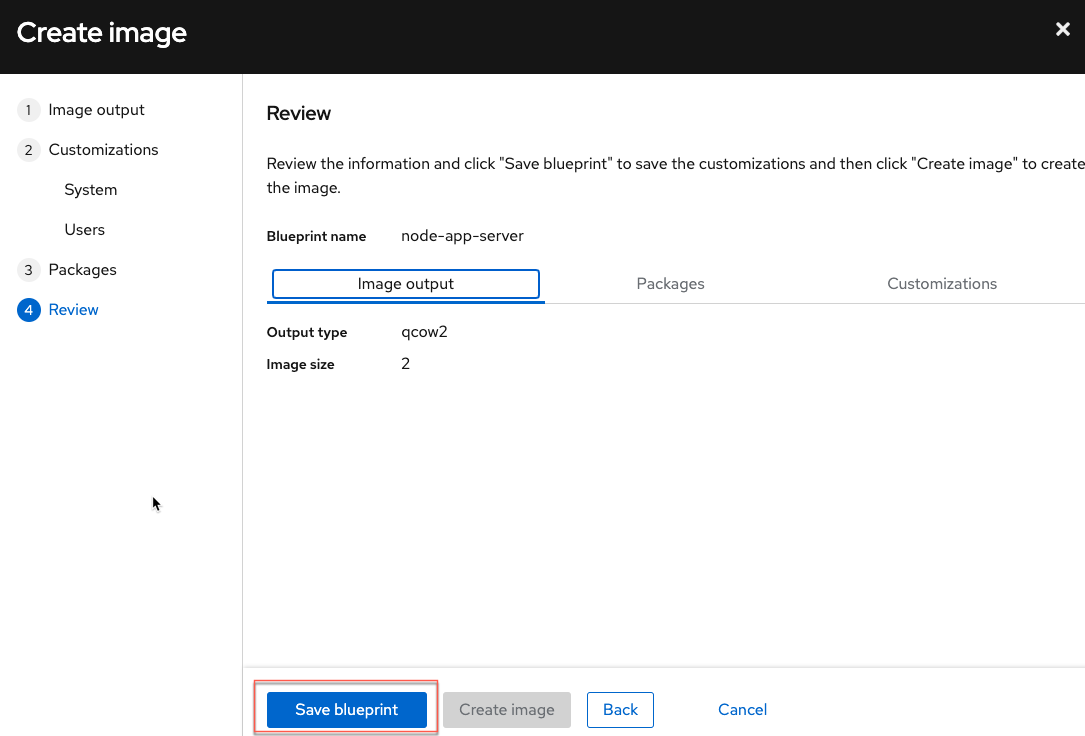 Create image
1 Image output
2 Customizations
System
Users
3 Packages
4 Review
Review
Review the information and click "Save blueprint" to save the customizations and then click "Create image" to create
the image.
Blueprint name node-app-server
Image output Packages Customizations
Output type qcow2
Image size 2
Save blueprint Create image Back Cancel